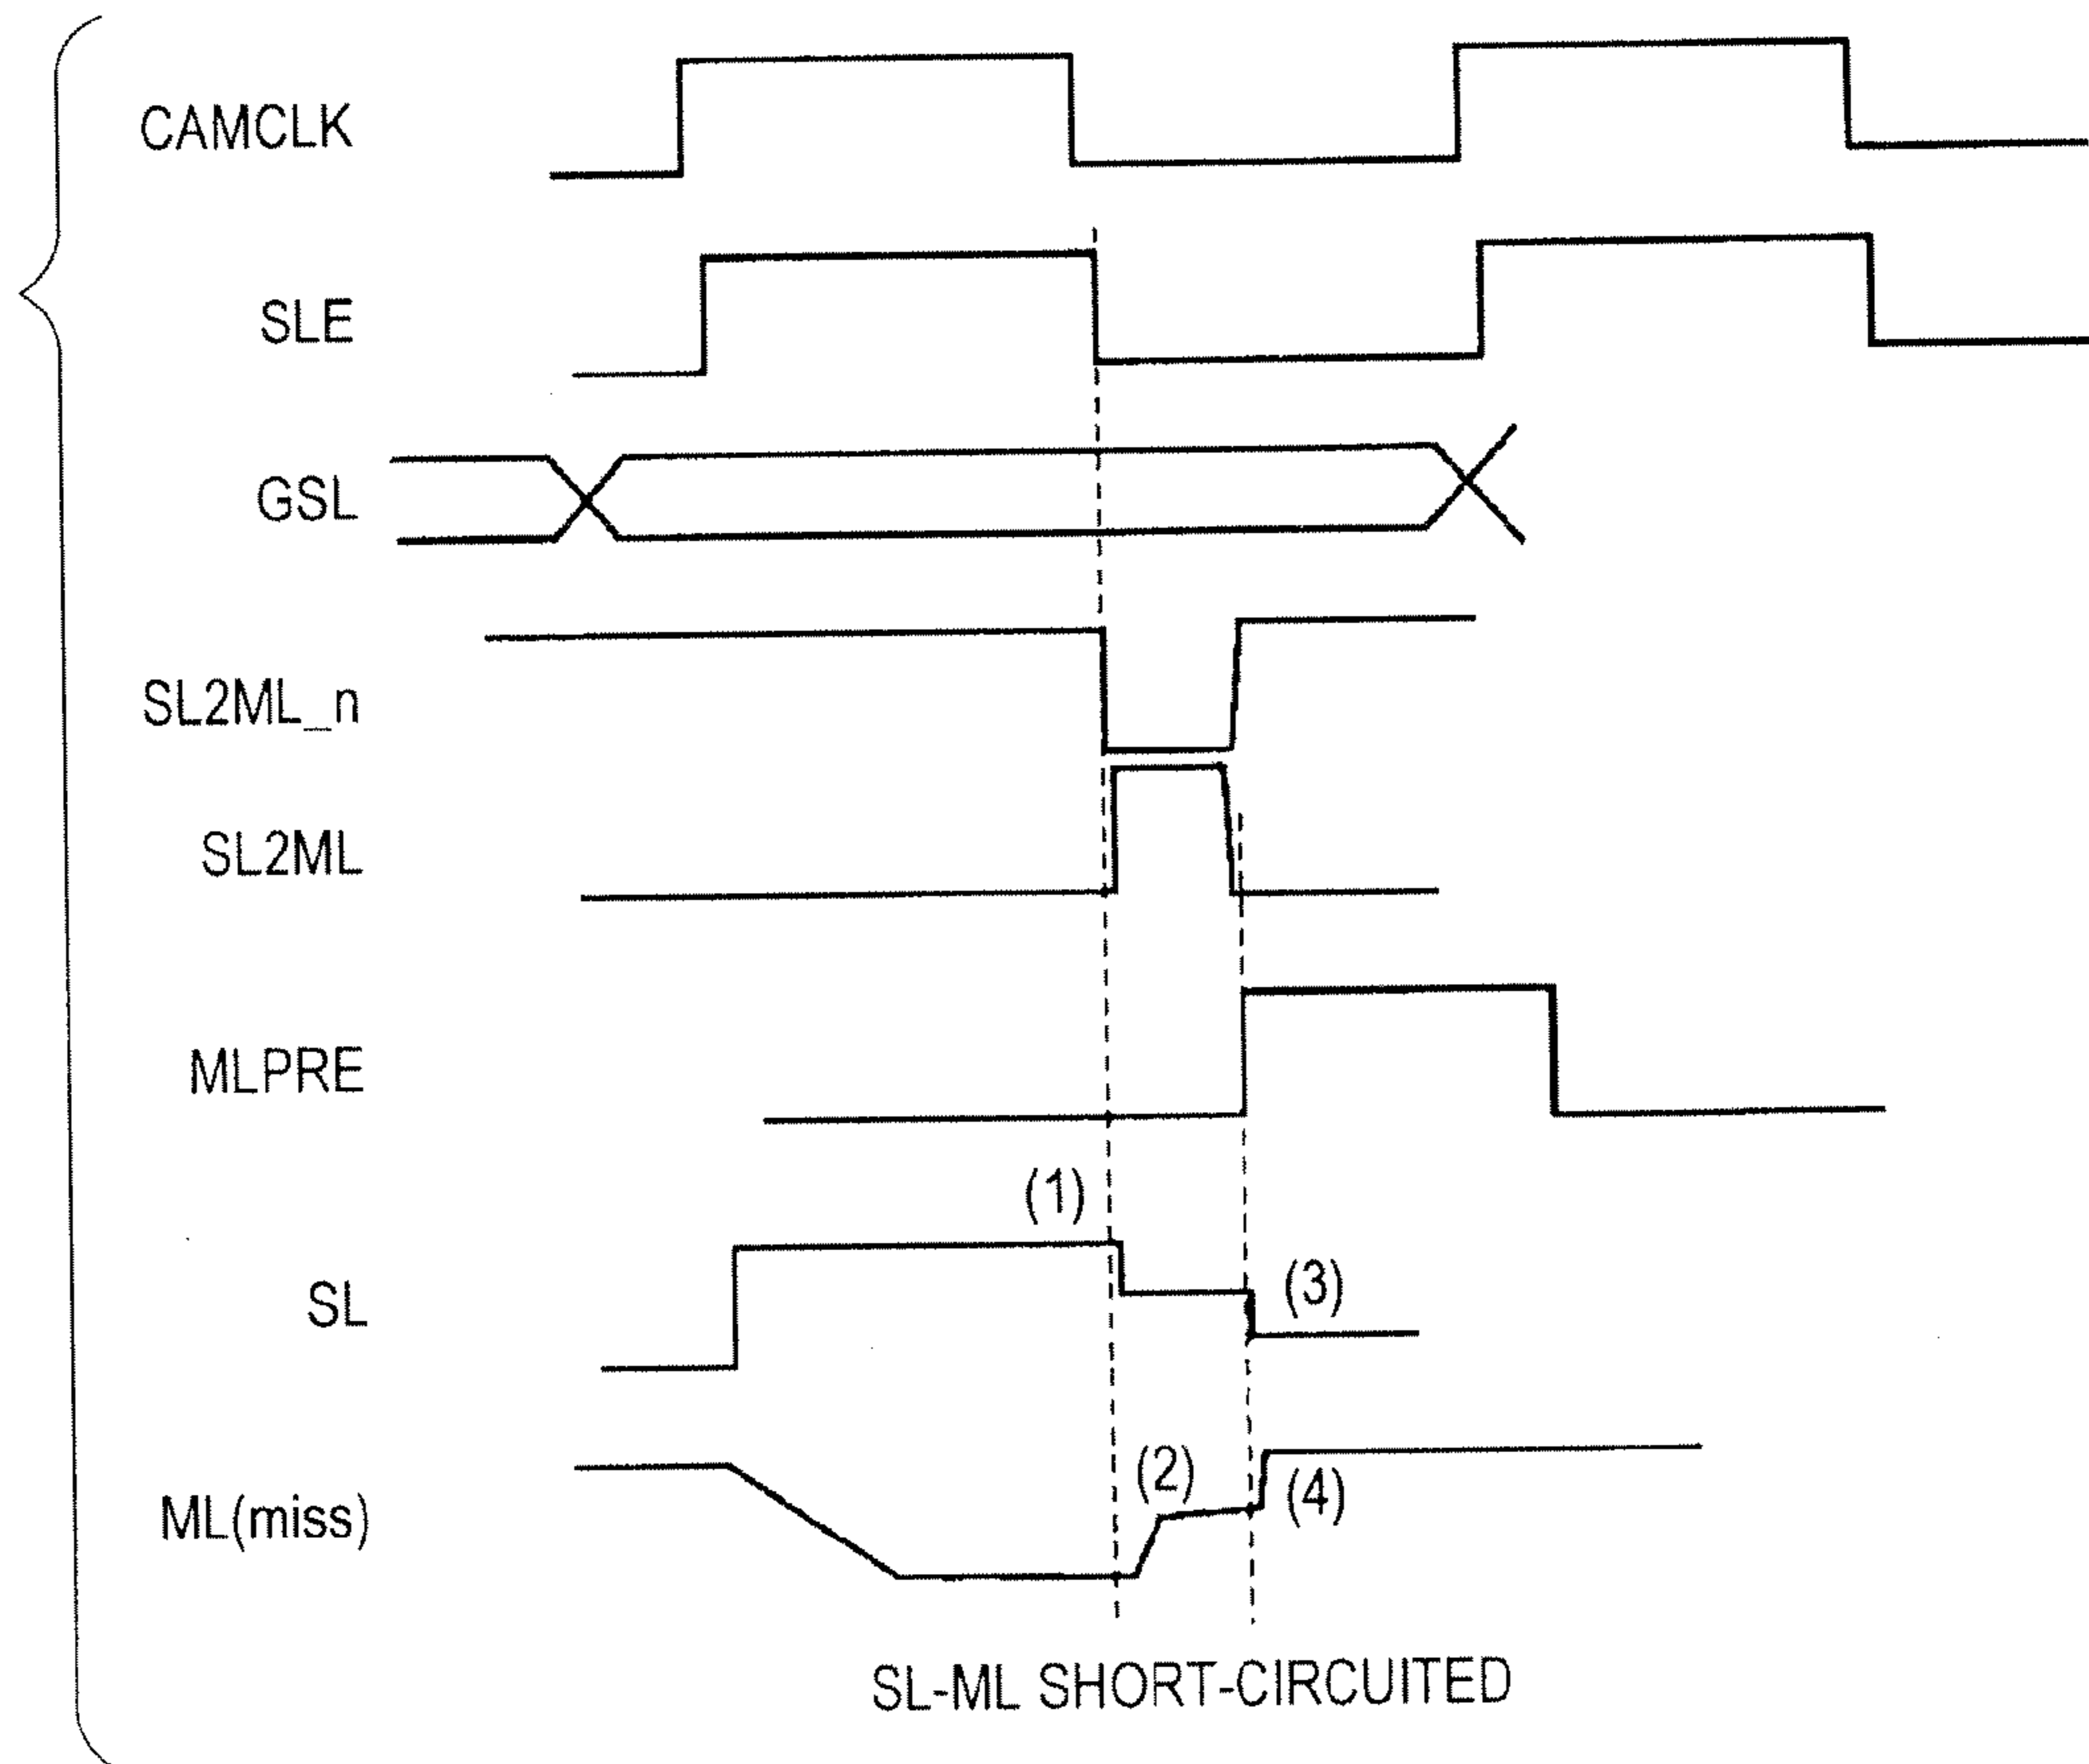 CAMCLK
SLE
GSL
SL2ML_n
SL2ML
MLPRE
(1)
SL
(3)
ML(miss)
(2)
(4)
SL-ML SHORT-CIRCUITED